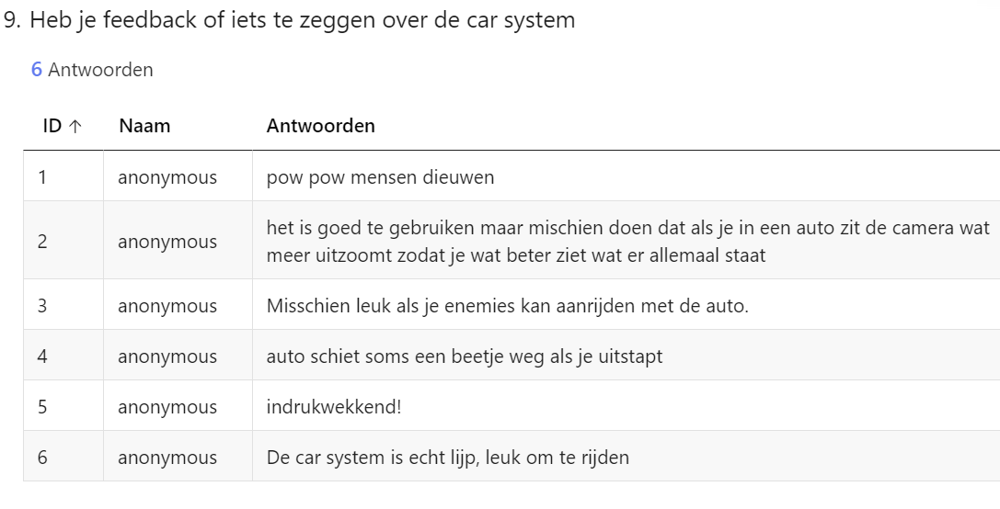 9. Heb je feedback of iets te zeggen over de car system
6 Antwoorden
ID ↑ Naam Antwoorden
1 anonymous pow pow mensen dieuwen
2 anonymous het is goed te gebruiken maar mischien doen dat als je in een auto zit de camera wat
meer uitzoomt zodat je wat beter ziet wat er allemaal staat
3 anonymous Misschien leuk als je enemies kan aanrijden met de auto.
4 anonymous auto schiet soms een beetje weg als je uitstapt
5 anonymous indrukwekkend!
6 anonymous De car system is echt lijp, leuk om te rijden